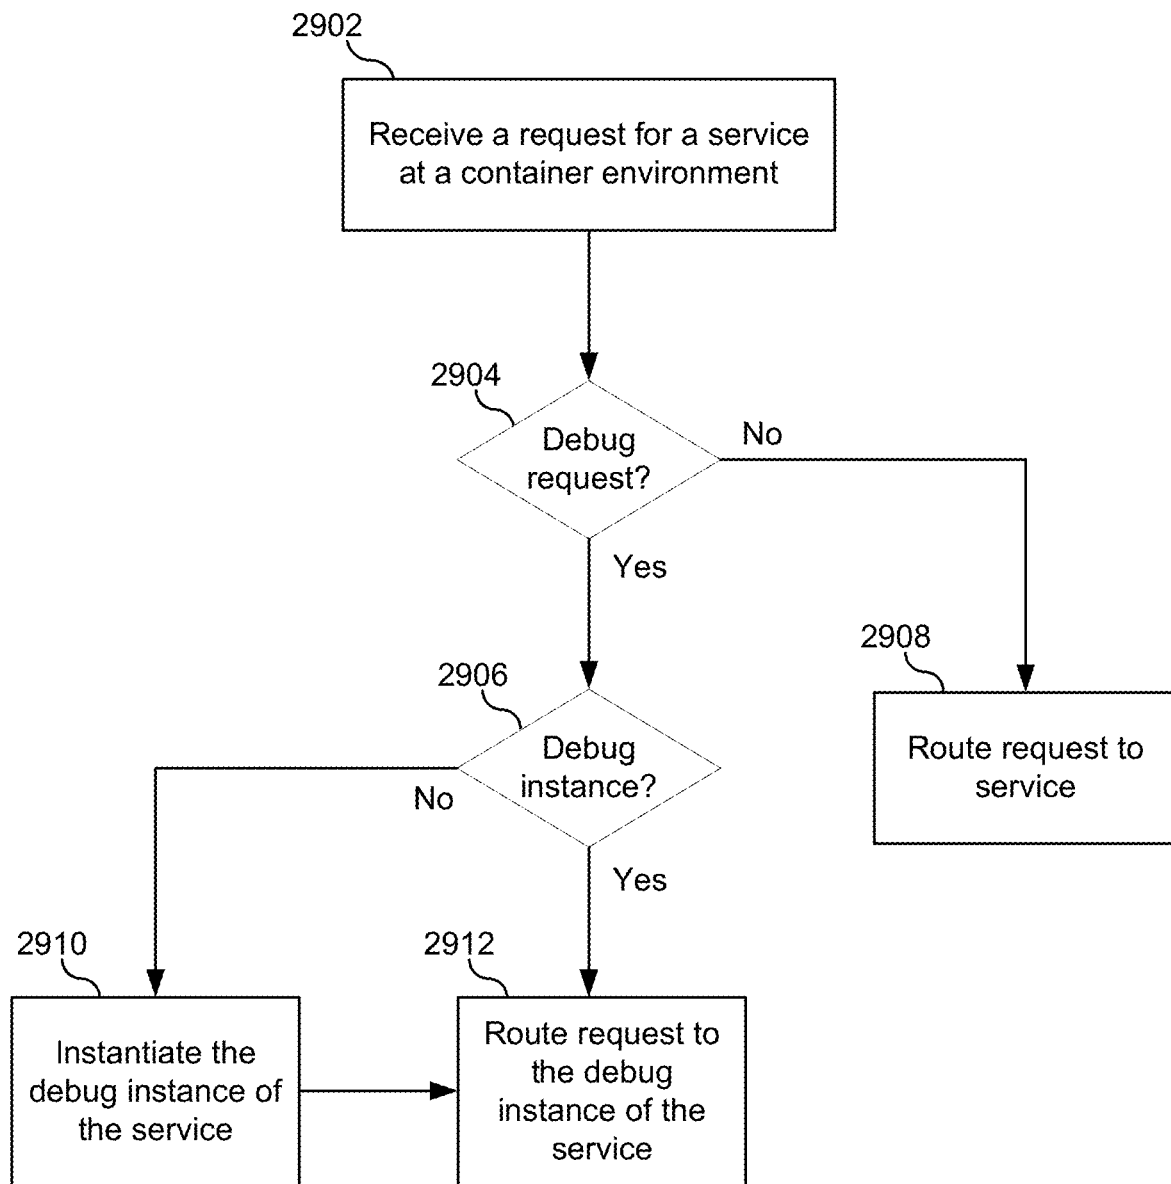 2902
Receive a request for a service
at a container environment
2904
Debug
request?
No
Yes
2906
Debug
instance?
No
Yes
2908
Route request to
service
2910
Instantiate the
debug instance of
the service
2912
Route request to
the debug
instance of the
service